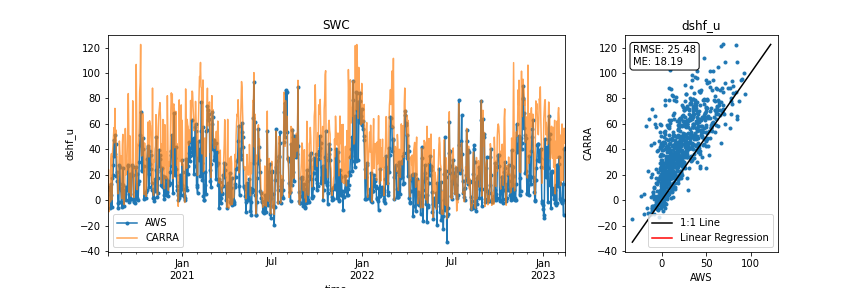 SWC
dshf_u
120
100
80
60
40
20
0
−20
−40
dshf_u
AWS
CARRA
Jan
2021
Jul
Jan
2022
Jul
Jan
2023
time
dshf_u
RMSE: 25.48
ME: 18.19
120
100
80
60
40
20
0
−20
−40
CARRA
1:1 Line
Linear Regression
0
50
100
AWS